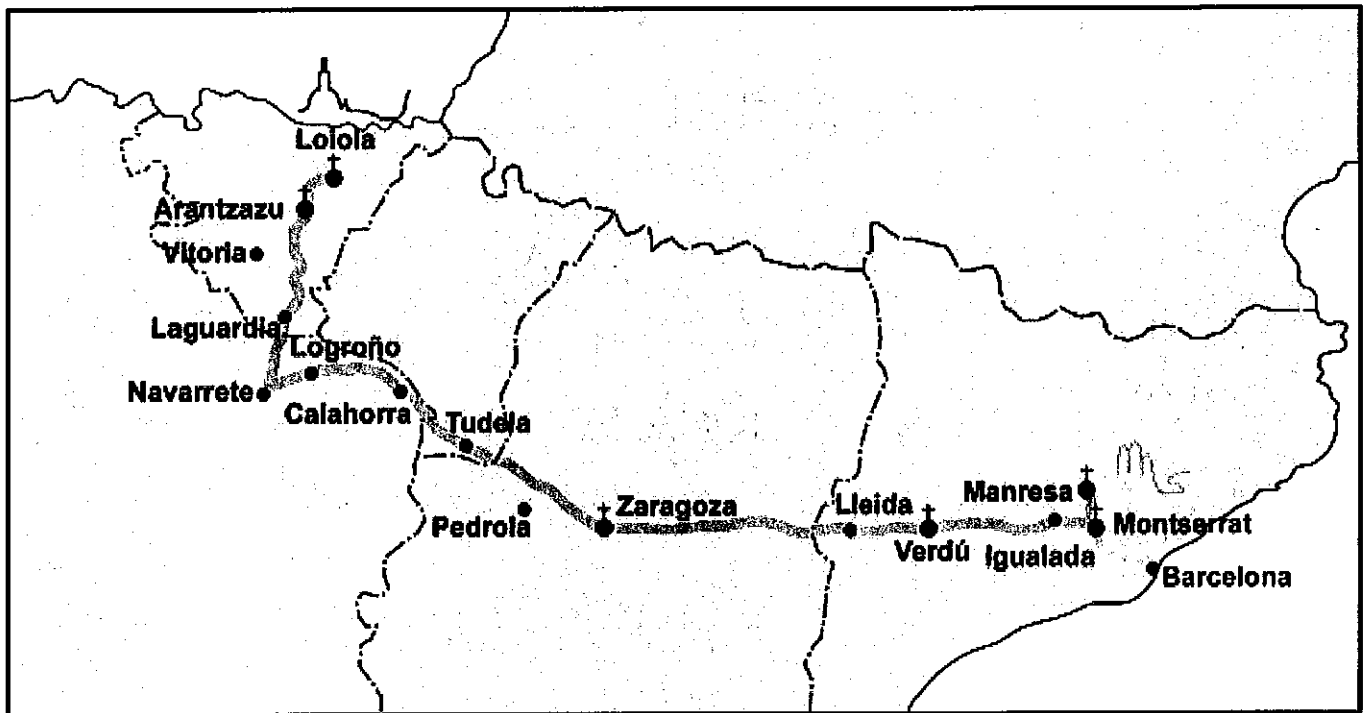 Loiola
Arantzazu
Vitoria
Laguardia
Logroño
Navarrete
Calahorra
Tudela
Pedrola
Zaragoza
Lleida
Verdú
Manresa
Igualada
Montserrat
Barcelona